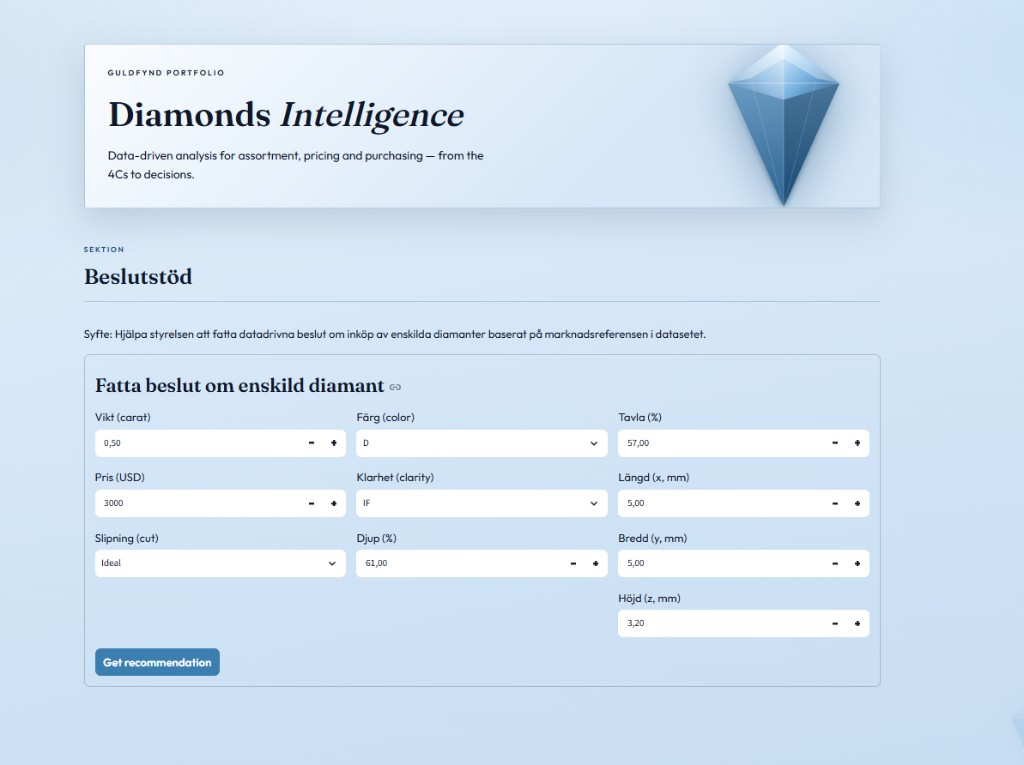 GULDFYND PORTFOLIO
Diamonds Intelligence
Data-driven analysis for assortment, pricing and purchasing — from the
4Cs to decisions.
SEKTION
Beslutstöd
Syfte: Hjälpa styrelsen att fatta datadrivna beslut om inköp av enskilda diamanter baserat på marknadsreferensen i datasetet.
Fatta beslut om enskild diamant
Vikt (carat)
0,50
Pris (USD)
3000
Slipning (cut)
Ideal
Färg (color)
D
Klarhet (clarity)
IF
Djup (%)
61,00
Tavla (%)
57,00
Längd (x, mm)
5,00
Bredd (y, mm)
5,00
Höjd (z, mm)
3,20
Get recommendation